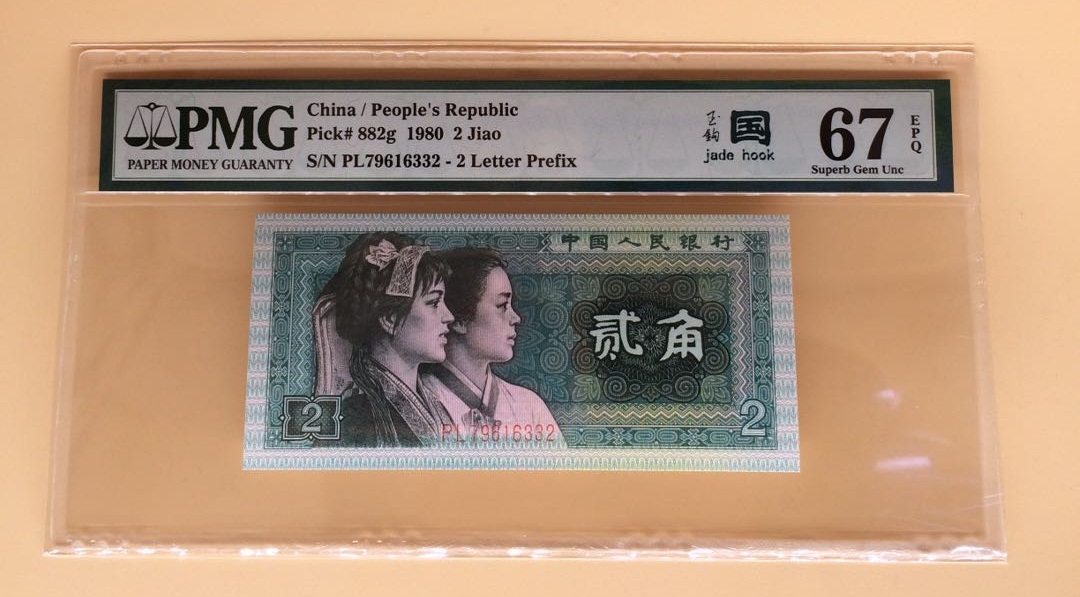 PMG
PAPER MONEY GUARANTY
China / People's Republic
Pick# 882g 1980 2 Jiao
S/N PL79616332 - 2 Letter Prefix
玉鈎
国
jade hook
67
EPQ
Superb Gem Unc
中国人民银行
贰角
2
2
PL79616332